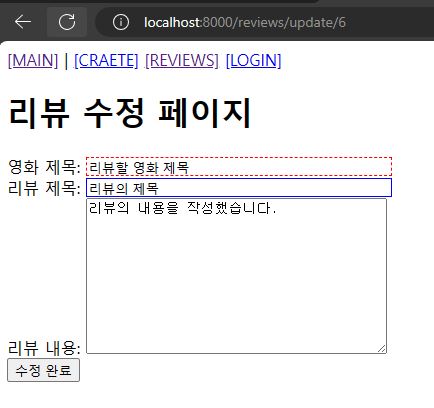 localhost:8000/reviews/update/6
[MAIN] | [CRAETE] [REVIEWS] [LOGIN]
리뷰 수정 페이지
영화 제목: 리뷰할 영화 제목
리뷰 제목: 리뷰의 제목
리뷰의 내용을 작성했습니다.
리뷰 내용:
수정 완료